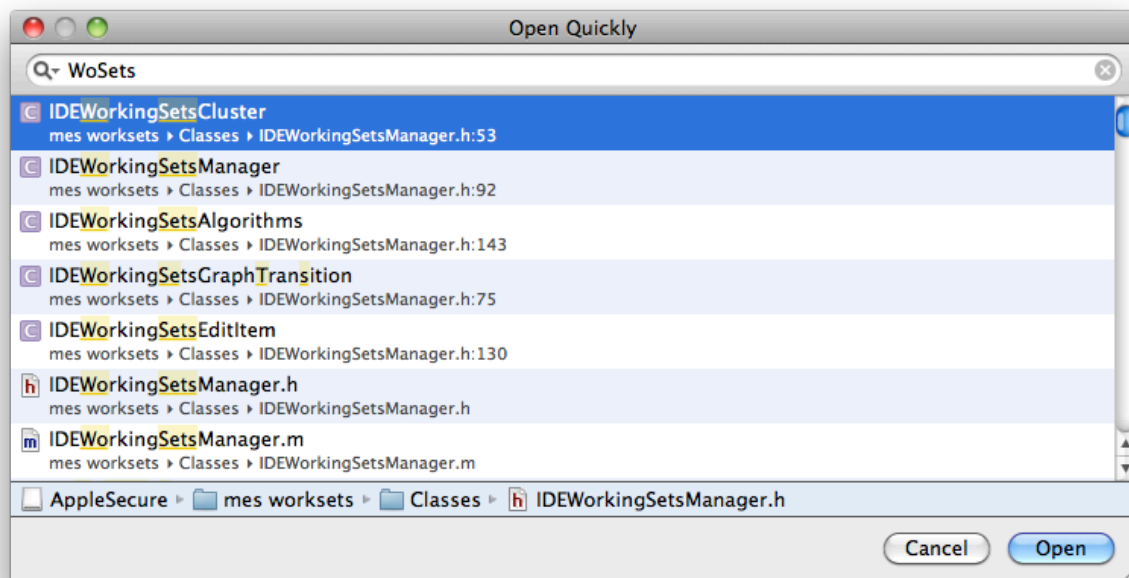 Open Quickly
WoSets
C IDEWorkingSetsCluster
mes worksets ▸ Classes ▸ IDEWorkingSetsManager.h:53
C IDEWorkingSetsManager
mes worksets ▸ Classes ▸ IDEWorkingSetsManager.h:92
C IDEWorkingSetsAlgorithms
mes worksets ▸ Classes ▸ IDEWorkingSetsManager.h:143
C IDEWorkingSetsGraphTransition
mes worksets ▸ Classes ▸ IDEWorkingSetsManager.h:75
C IDEWorkingSetsEditItem
mes worksets ▸ Classes ▸ IDEWorkingSetsManager.h:130
h IDEWorkingSetsManager.h
mes worksets ▸ Classes ▸ IDEWorkingSetsManager.h
m IDEWorkingSetsManager.m
mes worksets ▸ Classes ▸ IDEWorkingSetsManager.m
AppleSecure ▸ mes worksets ▸ Classes ▸ h IDEWorkingSetsManager.h
Cancel Open